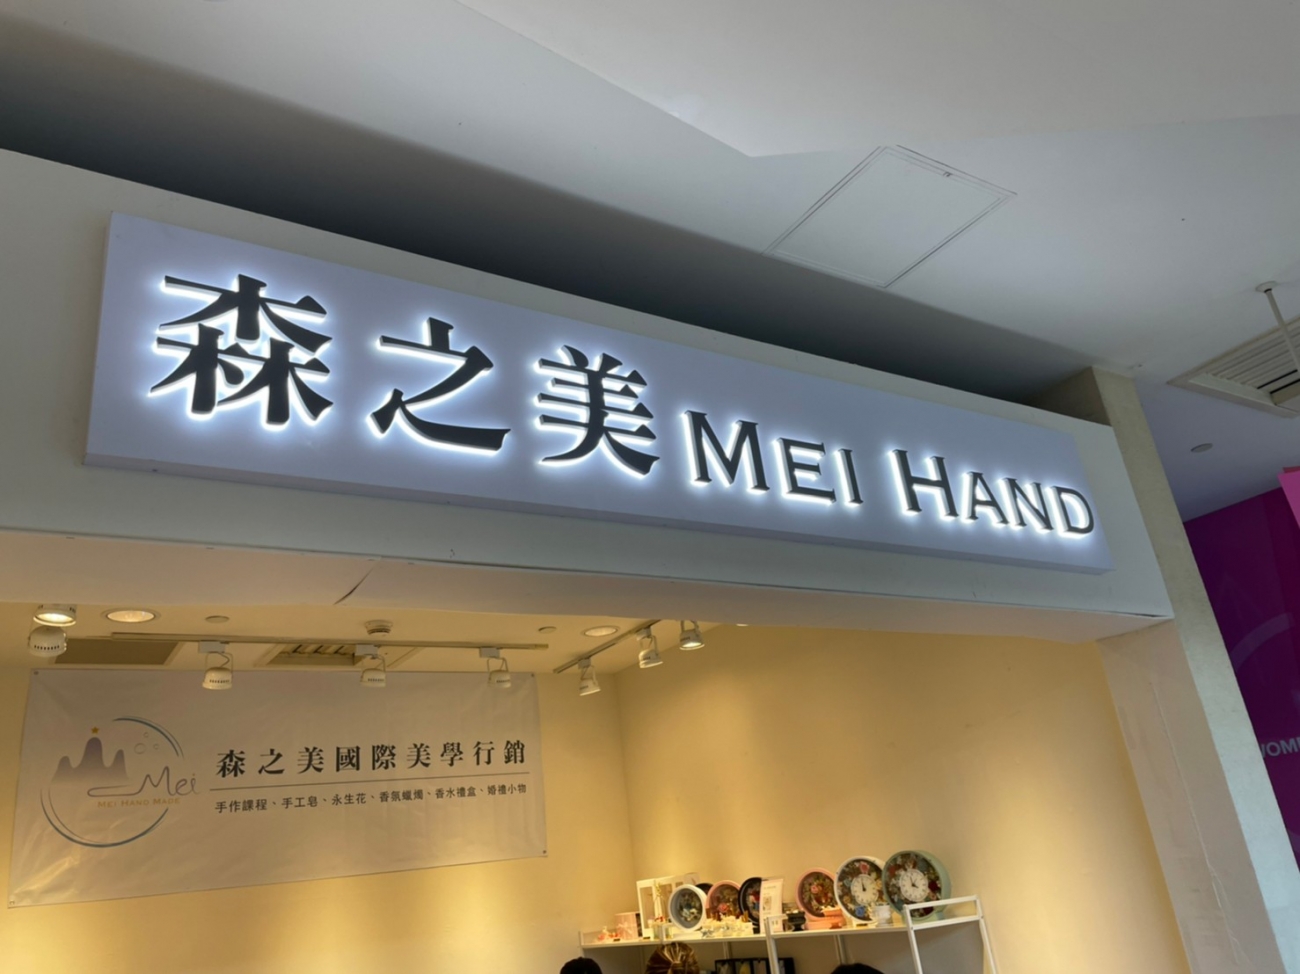 森之美 MEI HAND
Mei
MEI HAND MADE
森之美國際美學行銷
手作課程、手工皂、永生花、香氛蠟燭、香水禮盒、婚禮小物